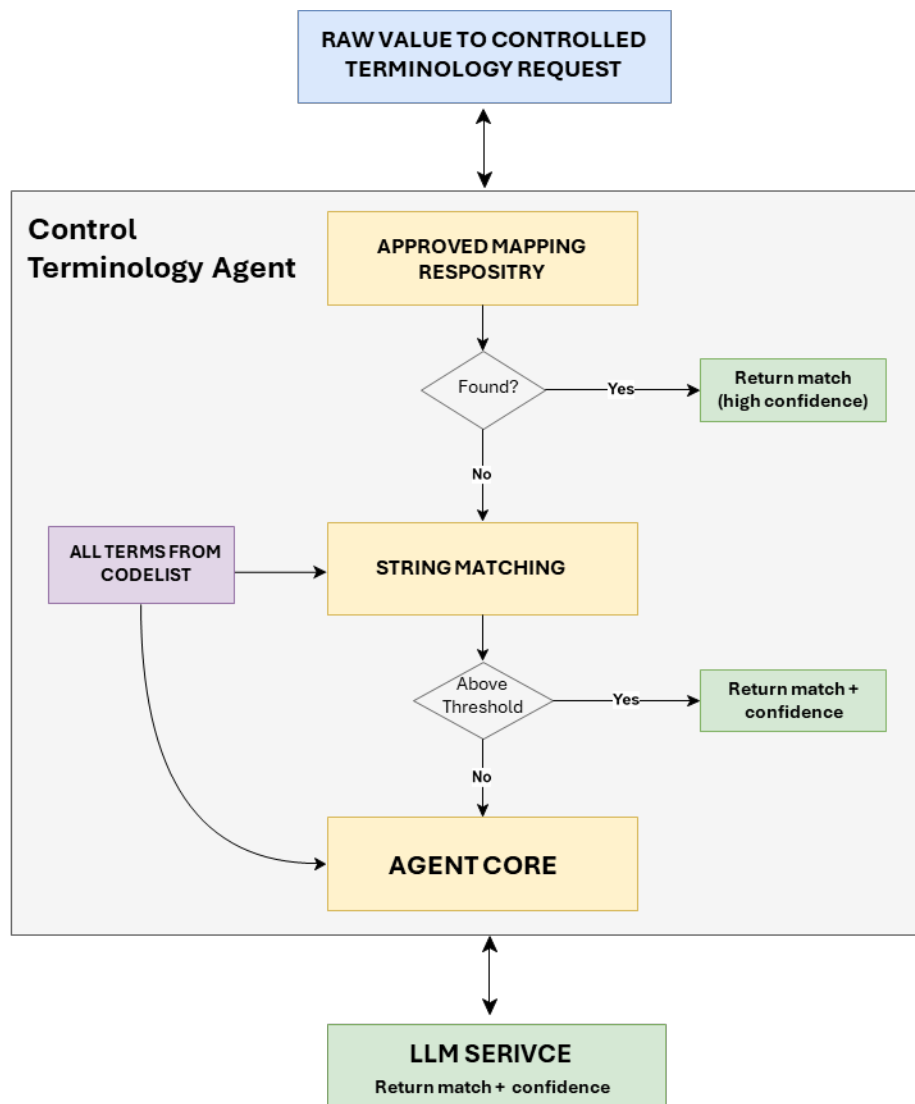 RAW VALUE TO CONTROLLED
TERMINOLOGY REQUEST
Control
Terminology Agent
APPROVED MAPPING
RESPOSITRY
Found?
Yes
Return match
(high confidence)
No
ALL TERMS FROM
CODELIST
STRING MATCHING
Above
Threshold
Yes
Return match +
confidence
No
AGENT CORE
LLM SERIVCE
Return match + confidence